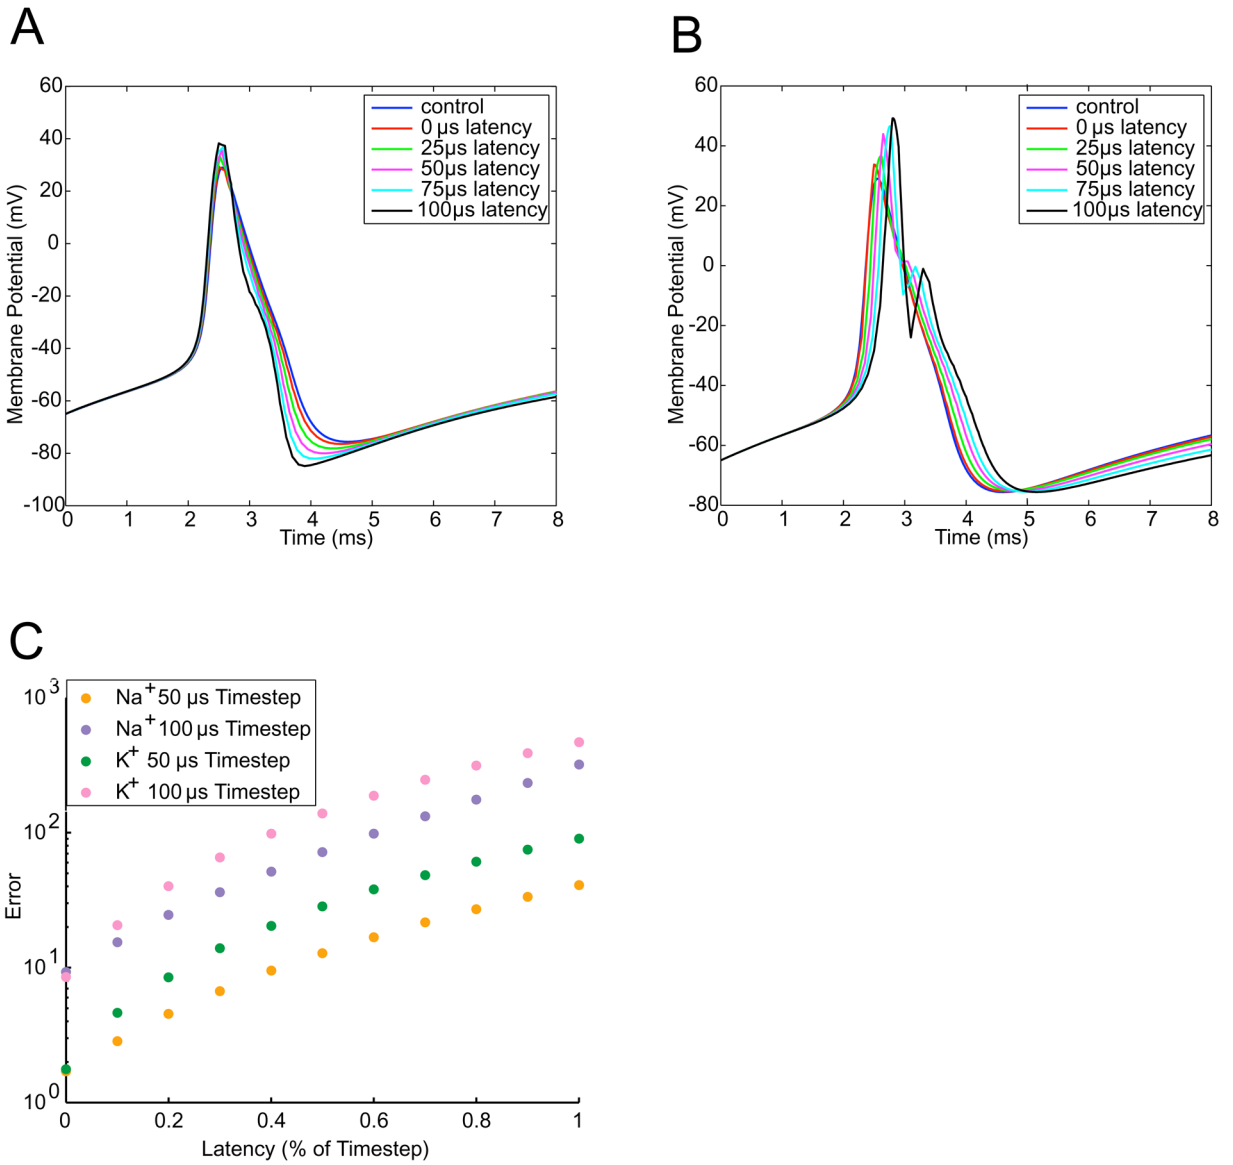 A
60
40
20
0
-20
-40
-60
-80
-100
Membrane Potential (mV)
control
0 µs latency
25µs latency
50µs latency
75µs latency
100µs latency
0 1 2 3 4 5 6 7 8
Time (ms)
B
60
40
20
0
-20
-40
-60
-80
Membrane Potential (mV)
control
0 µs latency
25µs latency
50µs latency
75µs latency
100µs latency
0 1 2 3 4 5 6 7 8
Time (ms)
C
10³
10²
10¹
10⁰
Error
Na⁺ 50 µs Timestep
Na⁺ 100 µs Timestep
K⁺ 50 µs Timestep
K⁺ 100 µs Timestep
0 0.2 0.4 0.6 0.8 1
Latency (% of Timestep)